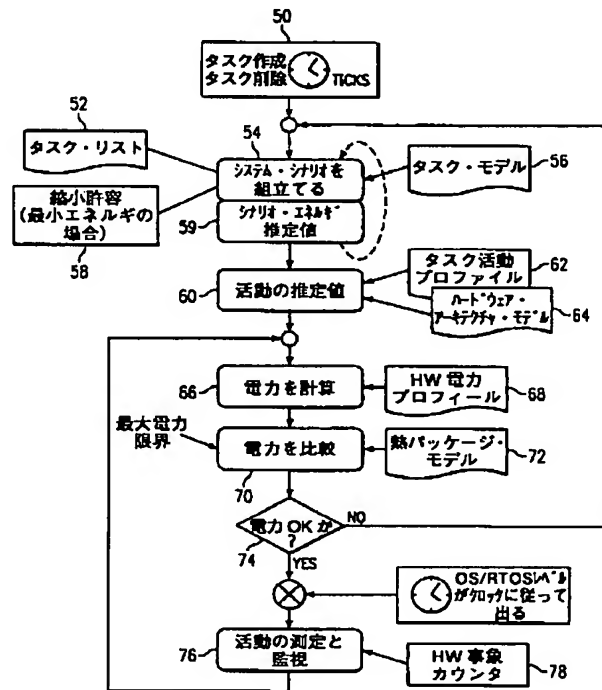 50
タスク作成
タスク削除
TICKS
52
タスク・リスト
54
システム・シナリオを
組立てる
タスク・モデル
56
縮小許容
(最小エネルギの
場合)
58
59
シナリオ・エネルギ
推定値
60
活動の推定値
タスク活動
プロファイル
62
ハードウェア・
アーキテクチャ・モデル
64
66
電力を計算
HW 電力
プロフィール
68
最大電力
限界
電力を比較
70
熱パッケージ・
モデル
72
電力 OK か
?
NO
74
YES
OS/RTOSレベル
がクロックに従って
出る
76
活動の測定と
監視
HW 事象
カウンタ
78